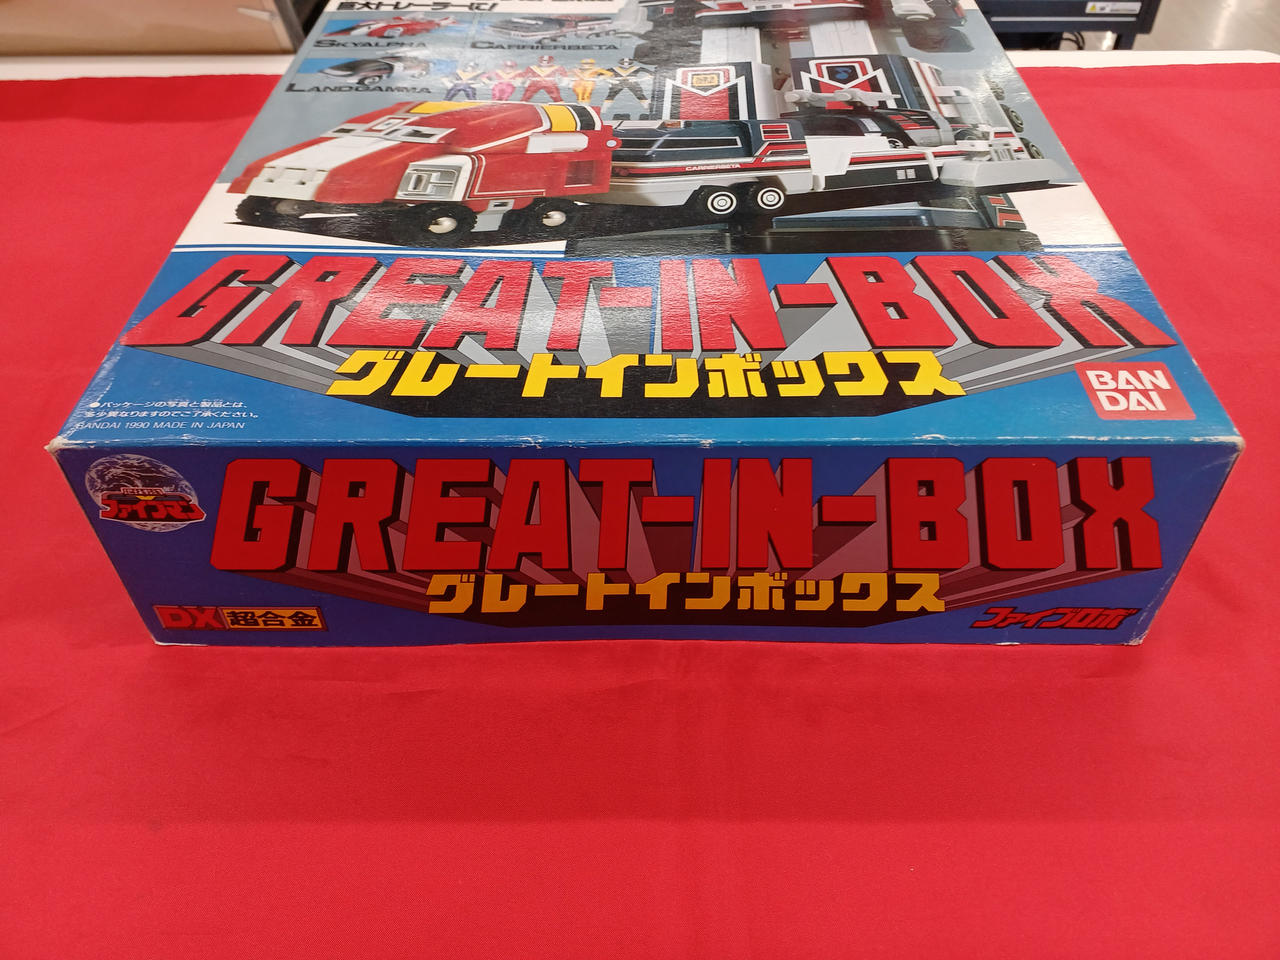 巨大トレーラーに!
SKYALPHA
CARRIERBETA
LANDGAMMA
CARRIERBETA
GREAT-IN-BOX
グレートインボックス
BAN
DAI
●パッケージの写真と製品とは、
多少異なりますのでご了承ください。
BANDAI 1990 MADE IN JAPAN
GREAT-IN-BOX
グレートインボックス
ファイブマン
DX 超合金
ファイブロボ